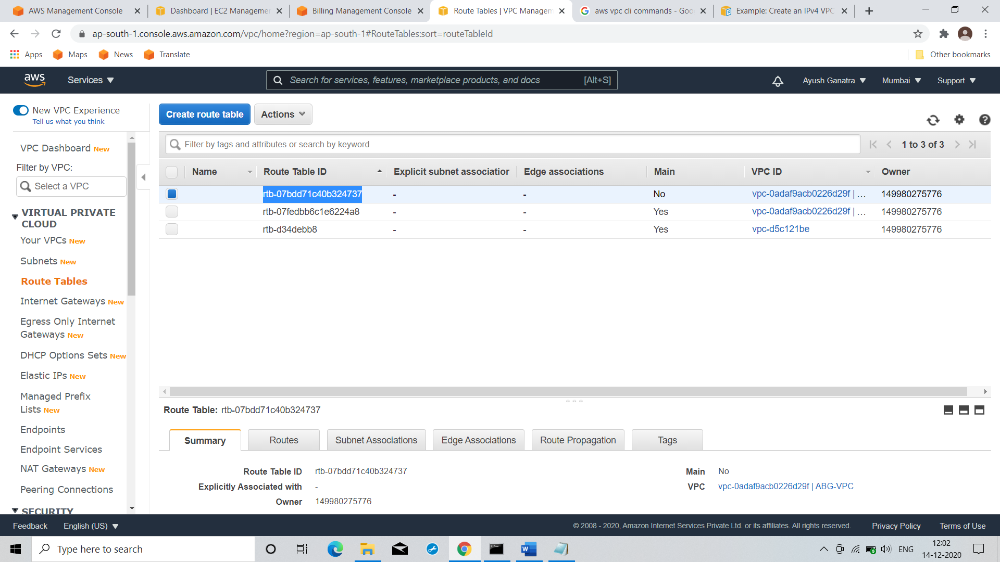 AWS Management Console
Dashboard | EC2 Manageme
Billing Management Console
Route Tables | VPC Managem
aws vpc cli commands - Goo
Example: Create an IPv4 VPC
ap-south-1.console.aws.amazon.com/vpc/home?region=ap-south-1#RouteTables:sort=routeTableId
Apps
Maps
News
Translate
Other bookmarks
aws
Services
Search for services, features, marketplace products, and docs
[Alt+S]
Ayush Ganatra
Mumbai
Support
New VPC Experience
Tell us what you think
Create route table
Actions
VPC Dashboard New
Filter by VPC:
Select a VPC
VIRTUAL PRIVATE
CLOUD
Your VPCs New
Subnets New
Route Tables
Internet Gateways New
Egress Only Internet
Gateways New
DHCP Options Sets New
Elastic IPs New
Managed Prefix
Lists New
Endpoints
Endpoint Services
NAT Gateways New
Peering Connections
SECURITY
Filter by tags and attributes or search by keyword
1 to 3 of 3
Name Route Table ID Explicit subnet association Edge associations Main VPC ID Owner
rtb-07bdd71c40b324737 - - No vpc-0adaf9acb0226d29f | ... 149980275776
rtb-07fedbb6c1e6224a8 - - Yes vpc-0adaf9acb0226d29f | ... 149980275776
rtb-d34debb8 - - Yes vpc-d5c121be 149980275776
Route Table: rtb-07bdd71c40b324737
Summary Routes Subnet Associations Edge Associations Route Propagation Tags
Route Table ID rtb-07bdd71c40b324737 Main No
Explicitly Associated with - VPC vpc-0adaf9acb0226d29f | ABG-VPC
Owner 149980275776
Feedback
English (US)
© 2008 - 2020, Amazon Internet Services Private Ltd. or its affiliates. All rights reserved.
Privacy Policy
Terms of Use
Type here to search
ENG
12:02
14-12-2020